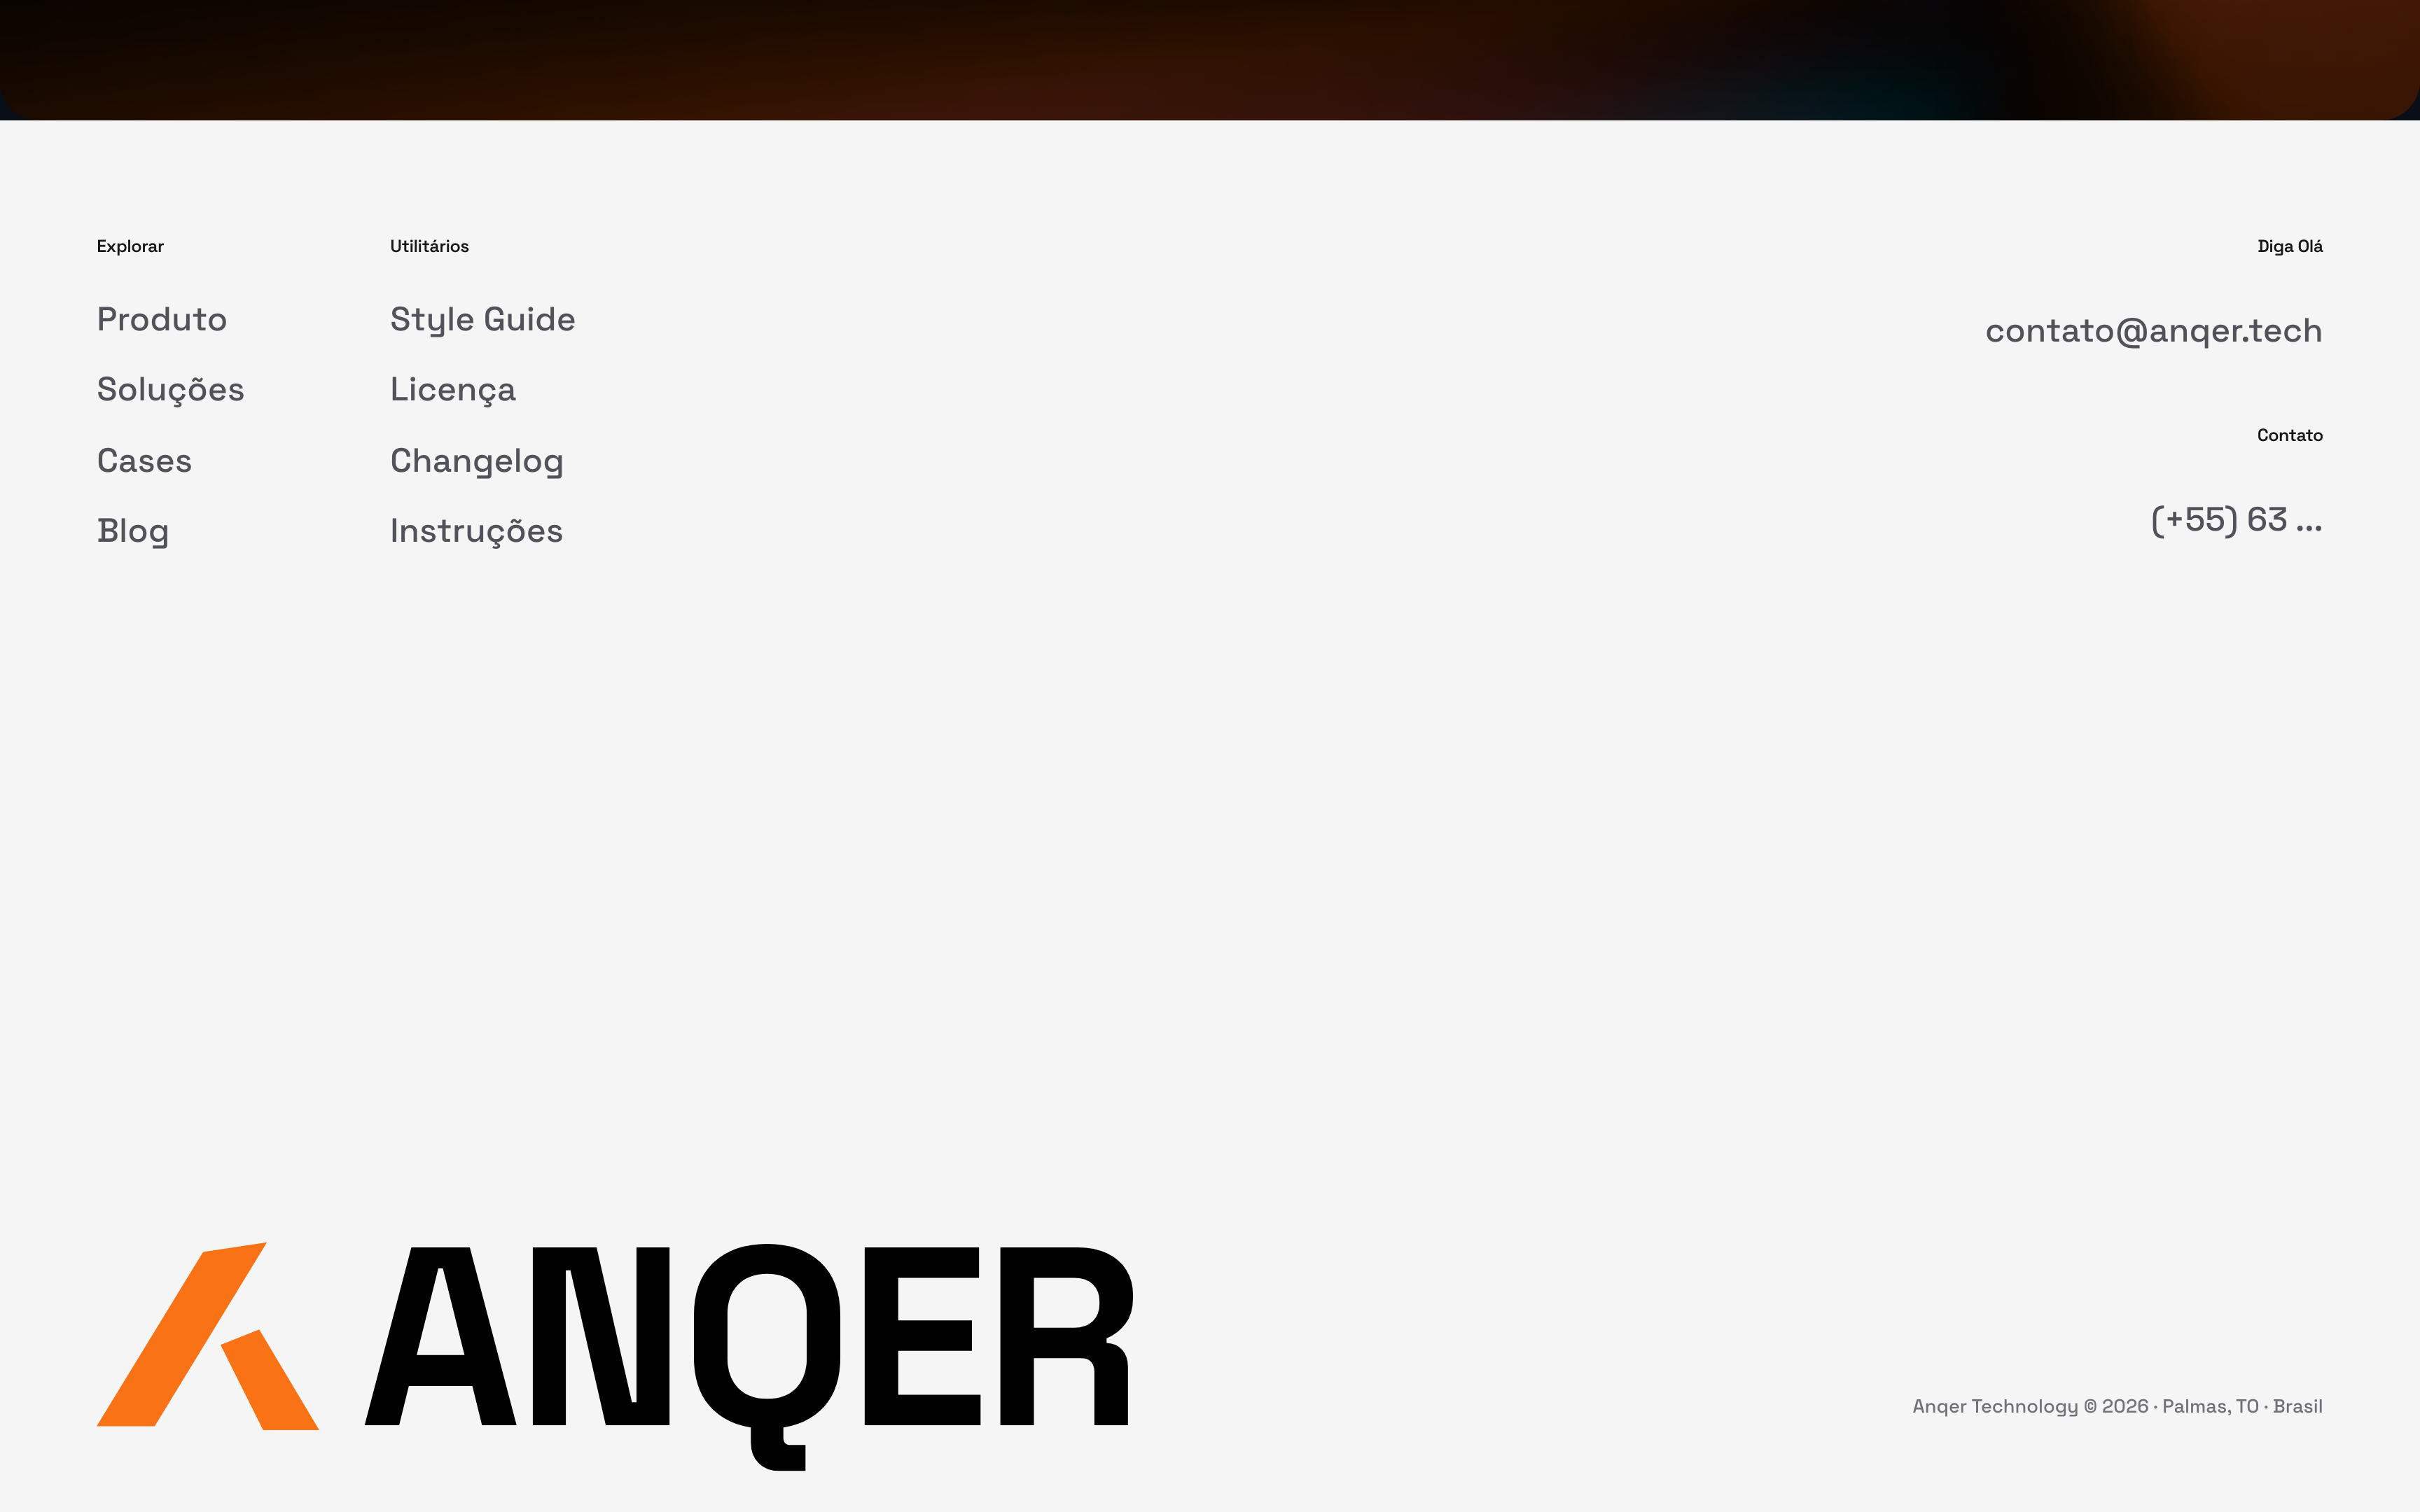 Explorar
Produto
Soluções
Cases
Blog
Utilitários
Style Guide
Licença
Changelog
Instruções
Diga Olá
contato@anqer.tech
Contato
(+55) 63 ...
ANQER
Anqer Technology © 2026 · Palmas, TO · Brasil